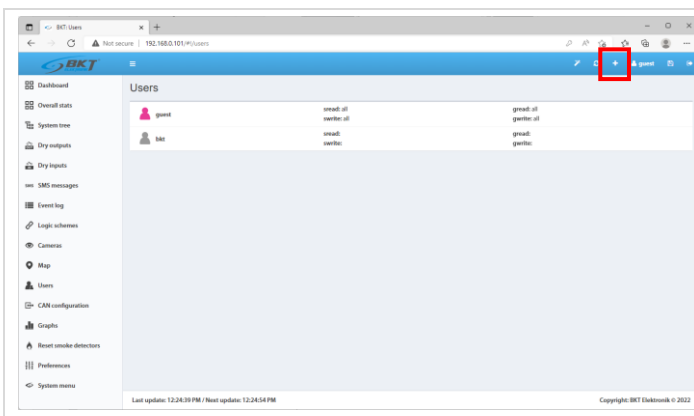 BKT: Users
Not secure | 192.168.0.101/#!/users
BKT
guest
Dashboard
Overall stats
System tree
Dry outputs
Dry inputs
SMS SMS messages
Event log
Logic schemes
Cameras
Map
Users
CAN configuration
Graphs
Reset smoke detectors
Preferences
System menu
Users
guest
sread: all
swrite: all
gread: all
gwrite: all
bkt
sread:
swrite:
gread:
gwrite:
Last update: 12:24:39 PM / Next update: 12:24:54 PM
Copyright: BKT Elektronik © 2022